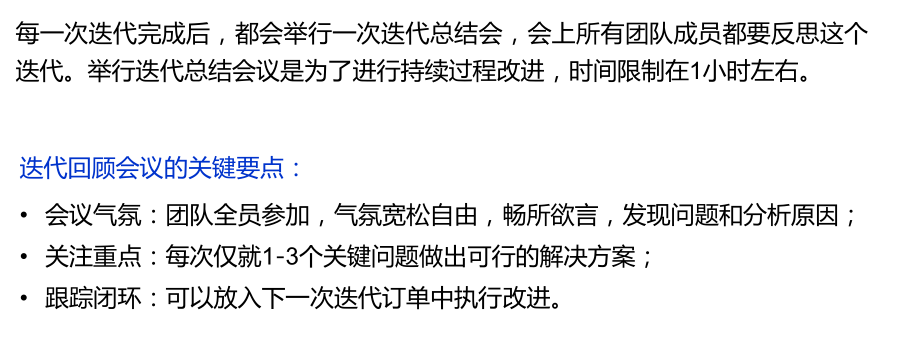 每一次迭代完成后，都会举行一次迭代总结会，会上所有团队成员都要反思这个
迭代。举行迭代总结会议是为了进行持续过程改进，时间限制在1小时左右。
迭代回顾会议的关键要点：
• 会议气氛：团队全员参加，气氛宽松自由，畅所欲言，发现问题和分析原因；
• 关注重点：每次仅就1-3个关键问题做出可行的解决方案；
• 跟踪闭环：可以放入下一次迭代订单中执行改进。